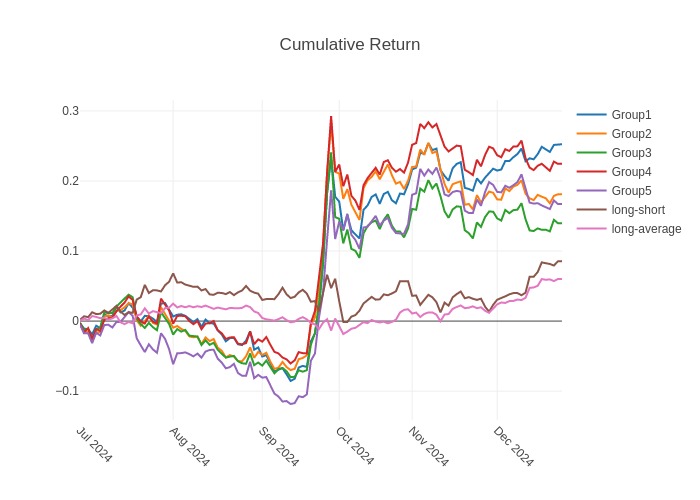 Cumulative Return
0.3
0.2
0.1
0
−0.1
Jul 2024
Aug 2024
Sep 2024
Oct 2024
Nov 2024
Dec 2024
Group1
Group2
Group3
Group4
Group5
long-short
long-average